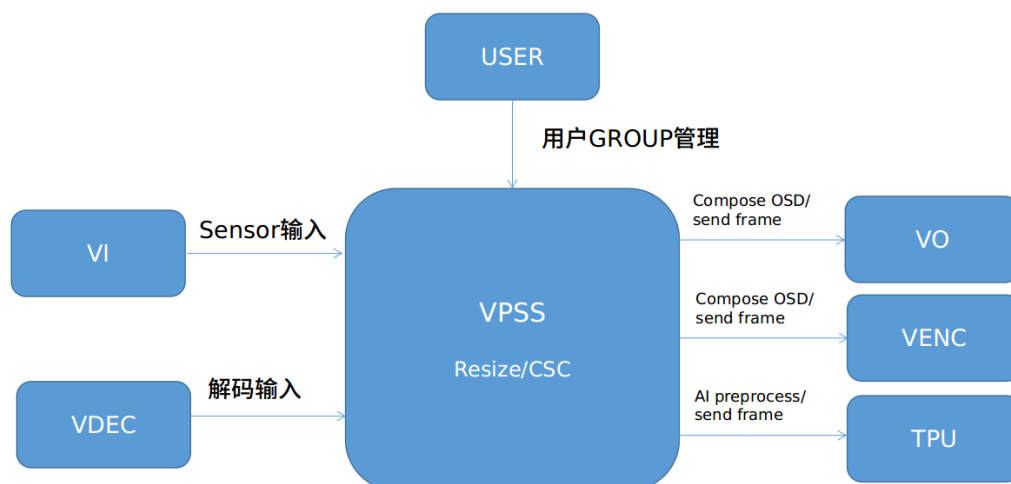 USER
用户GROUP管理
VI
Sensor输入
VDEC
解码输入
VPSS
Resize/CSC
Compose OSD/
send frame
VO
Compose OSD/
send frame
VENC
AI preprocess/
send frame
TPU